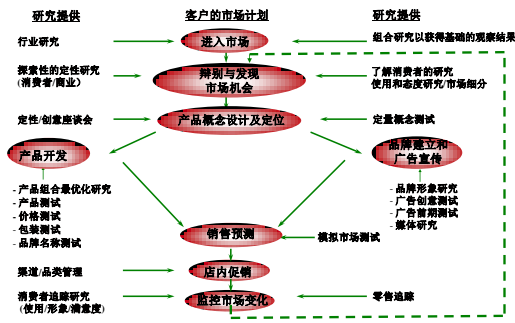 研究提供
客户的市场计划
研究提供
行业研究
进入市场
组合研究以获得基础的观察结果
探索性的定性研究
(消费者/商业)
辩别与发现
市场机会
了解消费者的研究
使用和态度研究/市场细分
定性/创意座谈会
产品概念设计及定位
定量概念测试
产品开发
品牌建立和
广告宣传
- 产品组合最优化研究
- 产品测试
- 价格测试
- 包装测试
- 品牌名称测试
- 品牌形象研究
- 广告创意测试
- 广告前期测试
- 媒体研究
销售预测
模拟市场测试
渠道/品类管理
店内促销
消费者追踪研究
(使用/形象/满意度)
监控市场变化
零售追踪